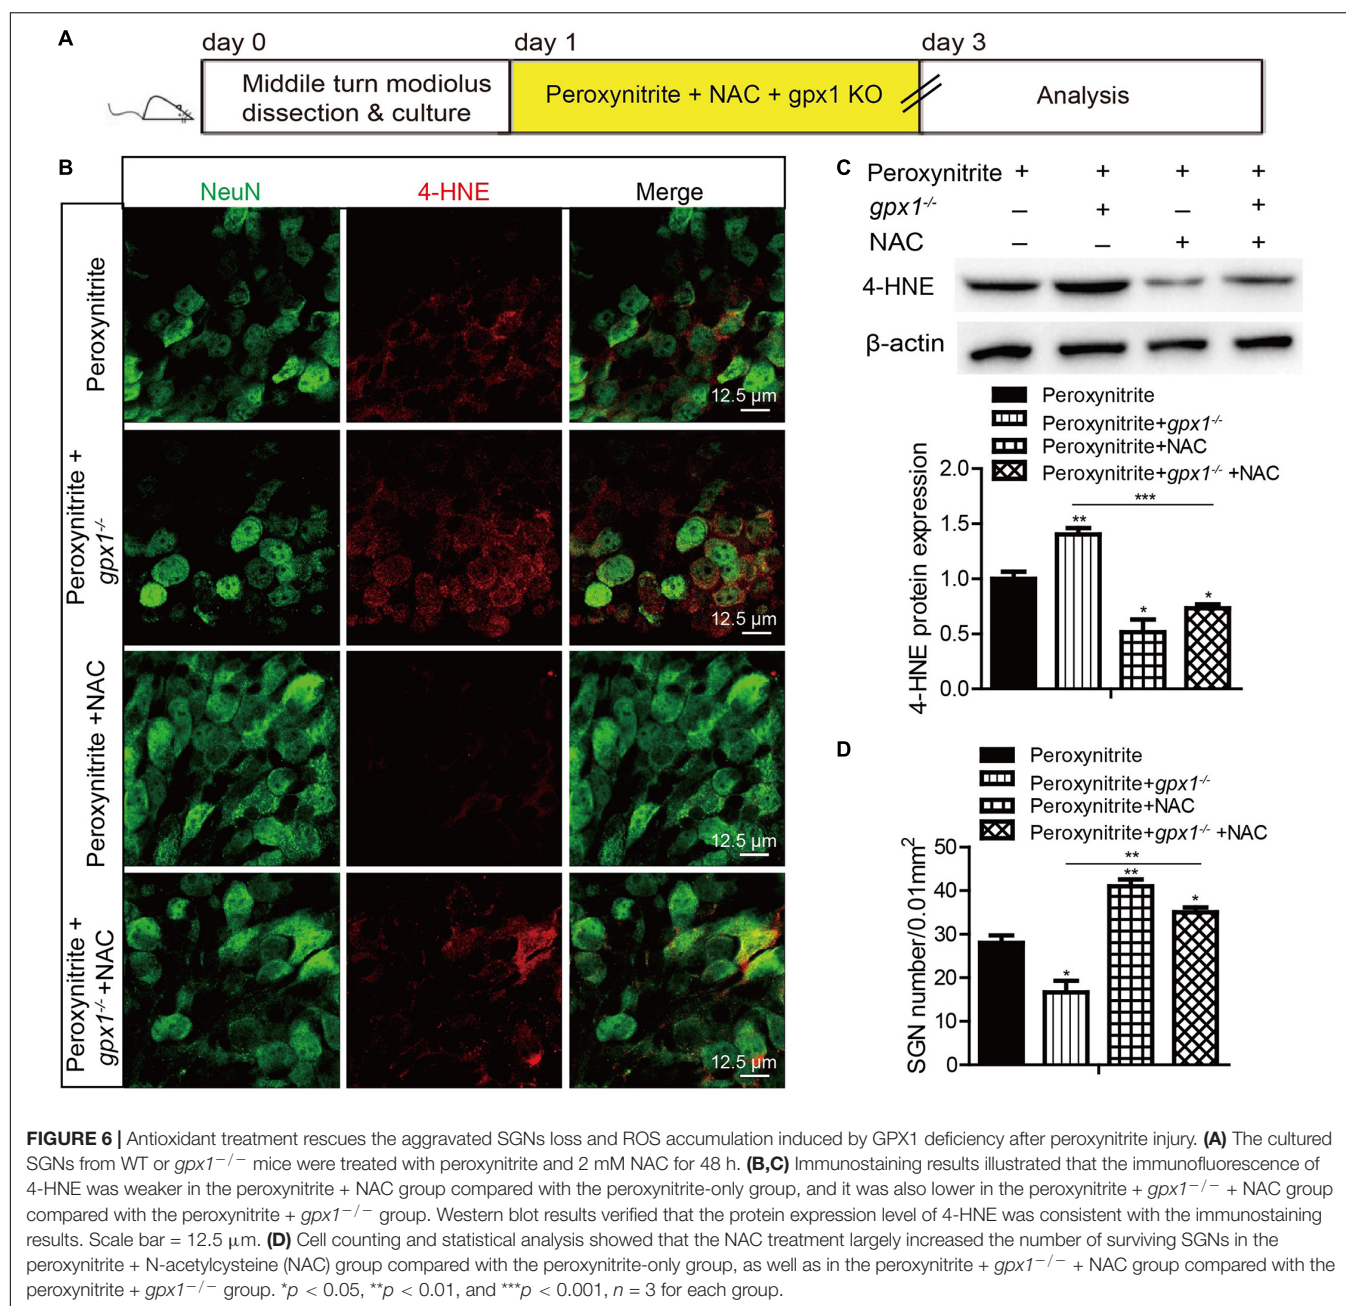 A
day 0
day 1
day 3
Middile turn modiolus
dissection & culture
Peroxynitrite + NAC + gpx1 KO
Analysis
B
NeuN
4-HNE
Merge
Peroxynitrite
12.5 µm
Peroxynitrite +
gpx1-/-
12.5 µm
Peroxynitrite +NAC
12.5 µm
Peroxynitrite +
gpx1-/-+NAC
12.5 µm
C
Peroxynitrite + + + +
gpx1-/- – + – +
NAC – – + +
4-HNE
β-actin
Peroxynitrite
Peroxynitrite+gpx1-/-
Peroxynitrite+NAC
Peroxynitrite+gpx1-/- +NAC
4-HNE protein expression
2.0
1.5
1.0
0.5
0.0
***
**
*
*
D
Peroxynitrite
Peroxynitrite+gpx1-/-
Peroxynitrite+NAC
Peroxynitrite+gpx1-/- +NAC
SGN number/0.01mm2
50
40
30
20
10
0
**
**
*
*
FIGURE 6 | Antioxidant treatment rescues the aggravated SGNs loss and ROS accumulation induced by GPX1 deficiency after peroxynitrite injury. (A) The cultured
SGNs from WT or gpx1−/− mice were treated with peroxynitrite and 2 mM NAC for 48 h. (B,C) Immunostaining results illustrated that the immunofluorescence of
4-HNE was weaker in the peroxynitrite + NAC group compared with the peroxynitrite-only group, and it was also lower in the peroxynitrite + gpx1−/− + NAC group
compared with the peroxynitrite + gpx1−/− group. Western blot results verified that the protein expression level of 4-HNE was consistent with the immunostaining
results. Scale bar = 12.5 µm. (D) Cell counting and statistical analysis showed that the NAC treatment largely increased the number of surviving SGNs in the
peroxynitrite + N-acetylcysteine (NAC) group compared with the peroxynitrite-only group, as well as in the peroxynitrite + gpx1−/− + NAC group compared with the
peroxynitrite + gpx1−/− group. *p < 0.05, **p < 0.01, and ***p < 0.001, n = 3 for each group.